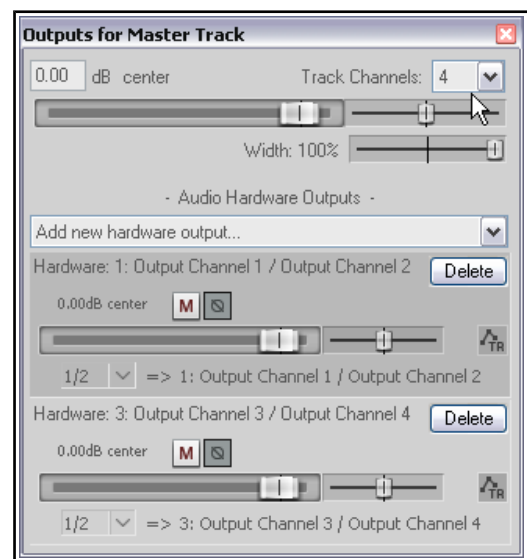 Outputs for Master Track
0.00 dB center Track Channels: 4
Width: 100%
- Audio Hardware Outputs -
Add new hardware output...
Hardware: 1: Output Channel 1 / Output Channel 2 Delete
0.00dB center M
TR
1/2 => 1: Output Channel 1 / Output Channel 2
Hardware: 3: Output Channel 3 / Output Channel 4 Delete
0.00dB center M
TR
1/2 => 3: Output Channel 3 / Output Channel 4